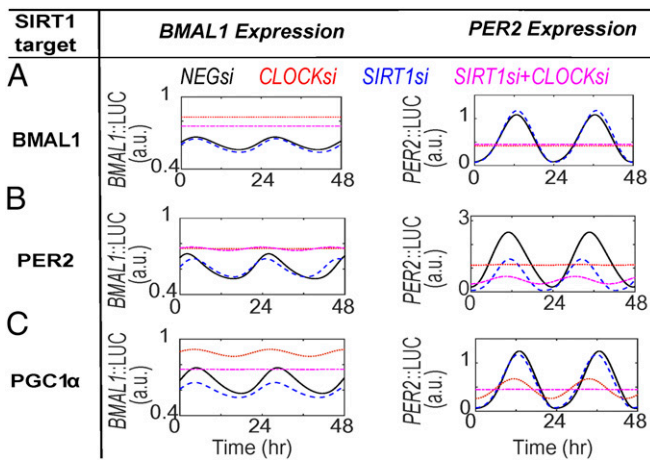 SIRT1 target BMAL1 Expression PER2 Expression
NEGsi CLOCKsi SIRT1si SIRT1si+CLOCKsi
A
BMAL1
BMAL1::LUC (a.u.)
1
0.4
0 24 48
PER2::LUC (a.u.)
1
0
0 24 48
B
PER2
BMAL1::LUC (a.u.)
1
0.4
0 24 48
PER2::LUC (a.u.)
3
1
0
0 24 48
C
PGC1α
BMAL1::LUC (a.u.)
1
0.4
0 24 48
Time (hr)
PER2::LUC (a.u.)
1
0
0 24 48
Time (hr)